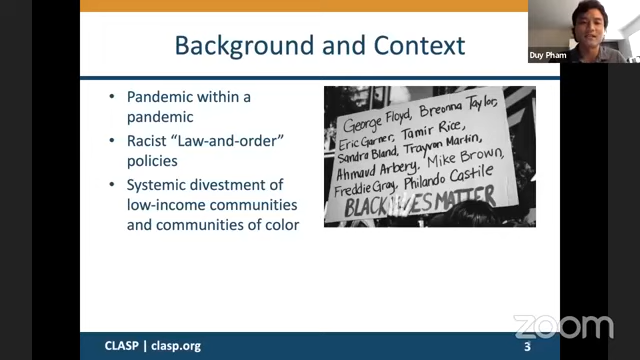 Background and Context
Duy Pham
• Pandemic within a
pandemic
• Racist “Law-and-order”
policies
• Systemic divestment of
low-income communities
and communities of color
George Floyd, Breonna Taylor,
Eric Garner, Tamir Rice,
Sandra Bland, Trayvon Martin,
Ahmaud Arbery, Mike Brown,
Freddie Gray, Philando Castile
BLACK LIVES MATTER
CLASP | clasp.org
3
zoom